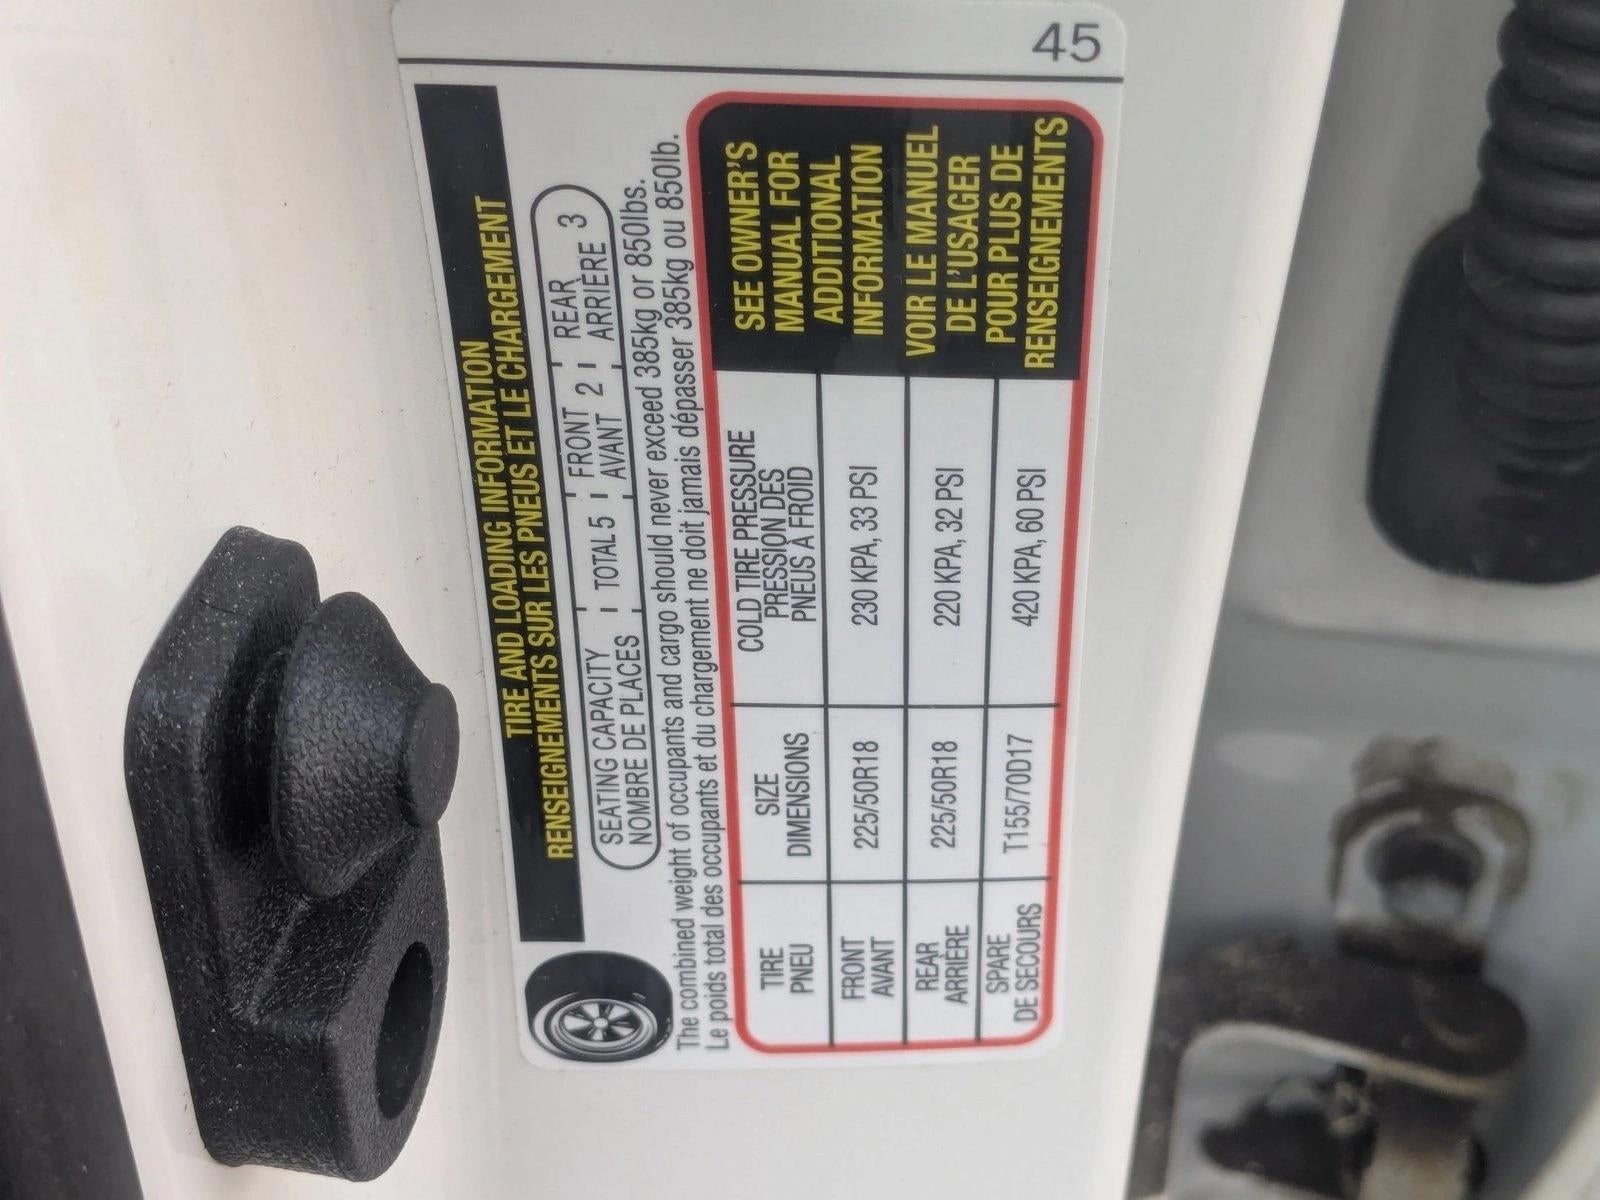 45
TIRE AND LOADING INFORMATION
RENSEIGNEMENTS SUR LES PNEUS ET LE CHARGEMENT
SEATING CAPACITY
NOMBRE DE PLACES
TOTAL 5
FRONT
AVANT 2
REAR
ARRIÈRE 3
The combined weight of occupants and cargo should never exceed 385kg or 850lbs.
Le poids total des occupants et du chargement ne doit jamais dépasser 385kg ou 850lb.
TIRE
PNEU
SIZE
DIMENSIONS
COLD TIRE PRESSURE
PRESSION DES
PNEUS À FROID
FRONT
AVANT
225/50R18
230 KPA, 33 PSI
REAR
ARRIÈRE
225/50R18
220 KPA, 32 PSI
SPARE
DE SECOURS
T155/70D17
420 KPA, 60 PSI
SEE OWNER'S
MANUAL FOR
ADDITIONAL
INFORMATION
VOIR LE MANUEL
DE L'USAGER
POUR PLUS DE
RENSEIGNEMENTS